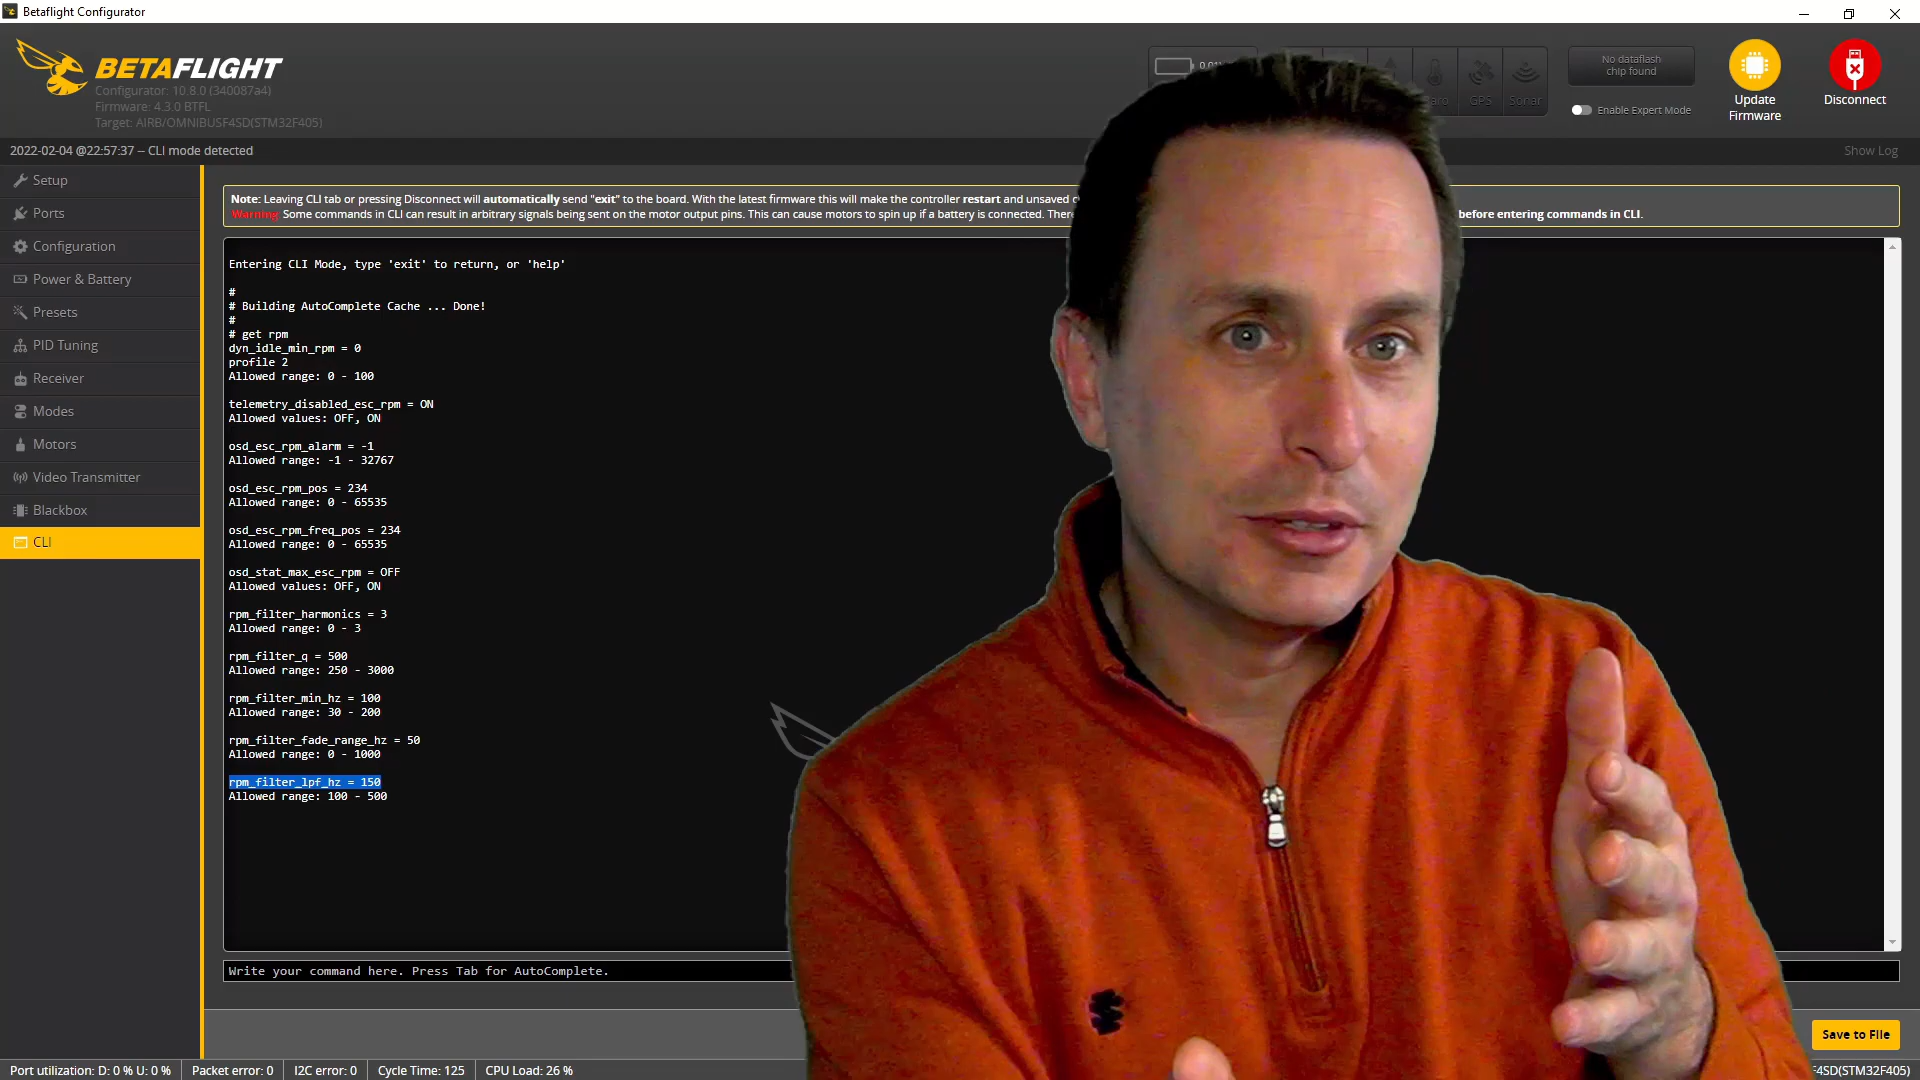 Betaflight Configurator
BETAFLIGHT
Configurator: 10.8.0 (340087a4)
Firmware: 4.3.0 BTFL
Target: AIRB/OMNIBUSF4SD(STM32F405)
GPS
Sonar
No dataflash
chip found
Enable Expert Mode
Update
Firmware
Disconnect
2022-02-04 @22:57:37 -- CLI mode detected
Show Log
Setup
Ports
Configuration
Power & Battery
Presets
PID Tuning
Receiver
Modes
Motors
Video Transmitter
Blackbox
CLI
Note: Leaving CLI tab or pressing Disconnect will automatically send "exit" to the board. With the latest firmware this will make the controller restart and unsaved
Warning: Some commands in CLI can result in arbitrary signals being sent on the motor output pins. This can cause motors to spin up if a battery is connected. before entering commands in CLI.
Entering CLI Mode, type 'exit' to return, or 'help'
#
# Building AutoComplete Cache ... Done!
#
# get rpm
dyn_idle_min_rpm = 0
profile 2
Allowed range: 0 - 100
telemetry_disabled_esc_rpm = ON
Allowed values: OFF, ON
osd_esc_rpm_alarm = -1
Allowed range: -1 - 32767
osd_esc_rpm_pos = 234
Allowed range: 0 - 65535
osd_esc_rpm_freq_pos = 234
Allowed range: 0 - 65535
osd_stat_max_esc_rpm = OFF
Allowed values: OFF, ON
rpm_filter_harmonics = 3
Allowed range: 0 - 3
rpm_filter_q = 500
Allowed range: 250 - 3000
rpm_filter_min_hz = 100
Allowed range: 30 - 200
rpm_filter_fade_range_hz = 50
Allowed range: 0 - 1000
rpm_filter_lpf_hz = 150
Allowed range: 100 - 500
Write your command here. Press Tab for AutoComplete.
Save to File
Port utilization: D: 0 % U: 0 %
Packet error: 0
I2C error: 0
Cycle Time: 125
CPU Load: 26 %
F4SD(STM32F405)